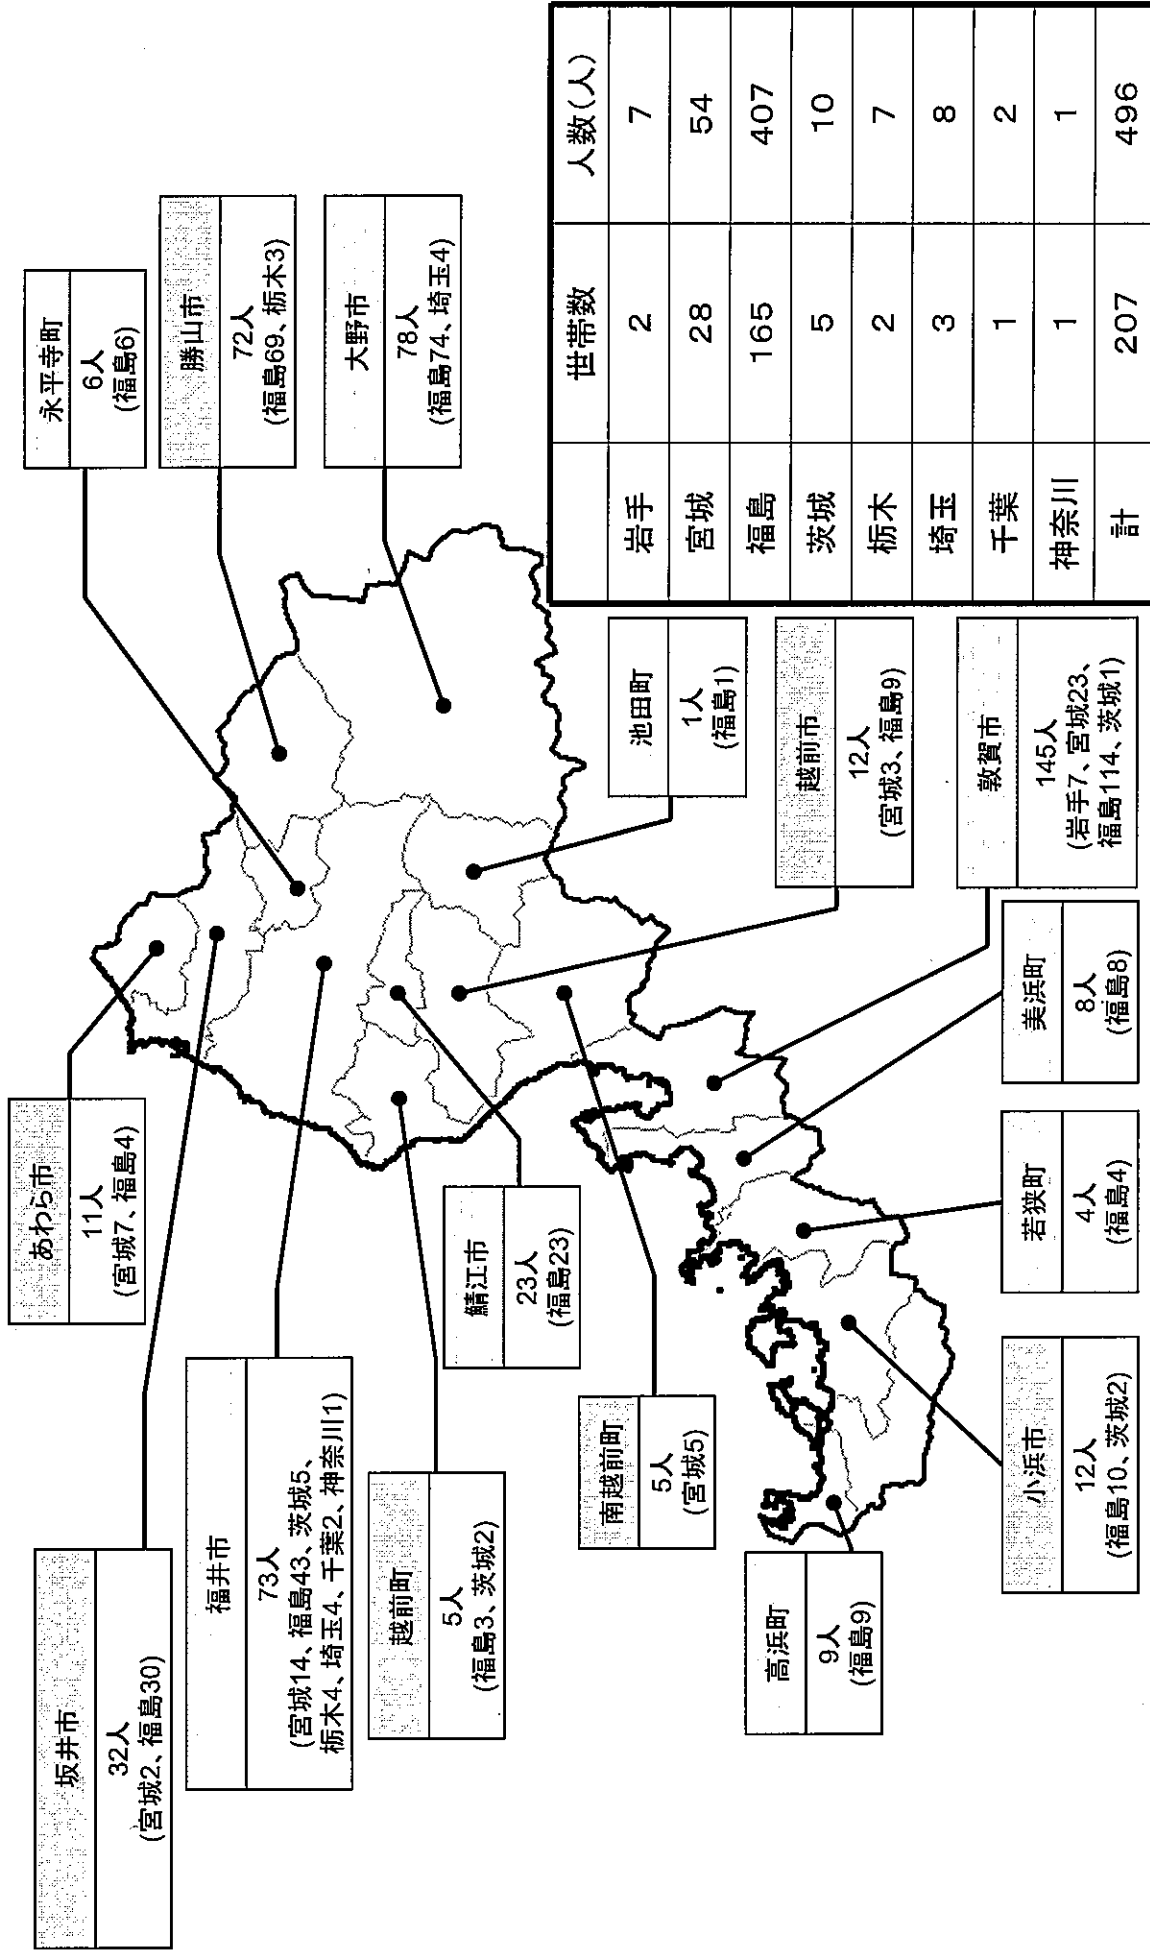 坂井市
32人
(宮城2、福島30)
あわら市
11人
(宮城7、福島4)
永平寺町
6人
(福島6)
勝山市
72人
(福島69、栃木3)
大野市
78人
(福島74、埼玉4)
福井市
73人
(宮城14、福島43、茨城5、
栃木4、埼玉4、千葉2、神奈川1)
越前町
5人
(福島3、茨城2)
鯖江市
23人
(福島23)
南越前町
5人
(宮城5)
池田町
1人
(福島1)
越前市
12人
(宮城3、福島9)
敦賀市
145人
(岩手7、宮城23、
福島114、茨城1)
美浜町
8人
(福島8)
若狭町
4人
(福島4)
小浜市
12人
(福島10、茨城2)
高浜町
9人
(福島9)
世帯数 人数(人)
岩手 2 7
宮城 28 54
福島 165 407
茨城 5 10
栃木 2 7
埼玉 3 8
千葉 1 2
神奈川 1 1
計 207 496